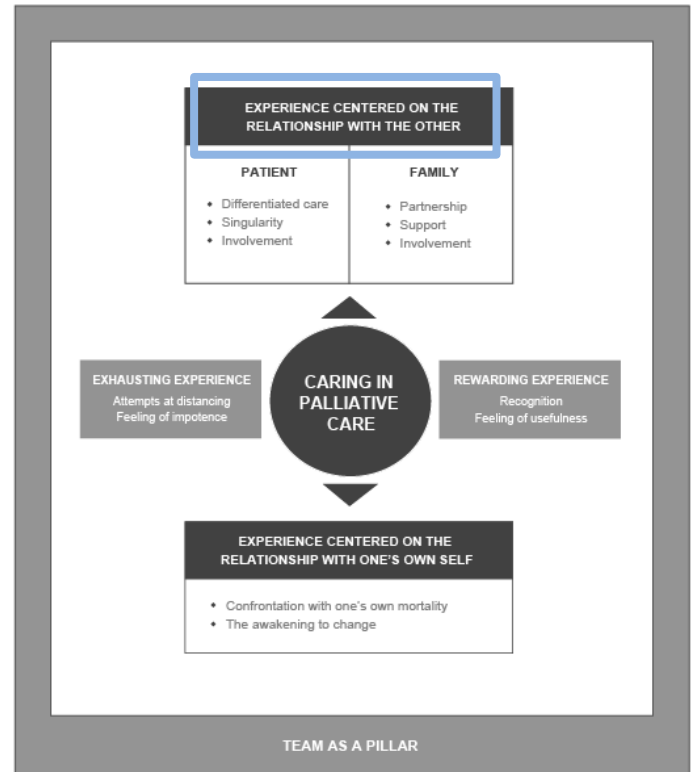 EXPERIENCE CENTERED ON THE
RELATIONSHIP WITH THE OTHER
PATIENT
• Differentiated care
• Singularity
• Involvement
FAMILY
• Partnership
• Support
• Involvement
EXHAUSTING EXPERIENCE
Attempts at distancing
Feeling of impotence
CARING IN
PALLIATIVE
CARE
REWARDING EXPERIENCE
Recognition
Feeling of usefulness
EXPERIENCE CENTERED ON THE
RELATIONSHIP WITH ONE'S OWN SELF
• Confrontation with one's own mortality
• The awakening to change
TEAM AS A PILLAR